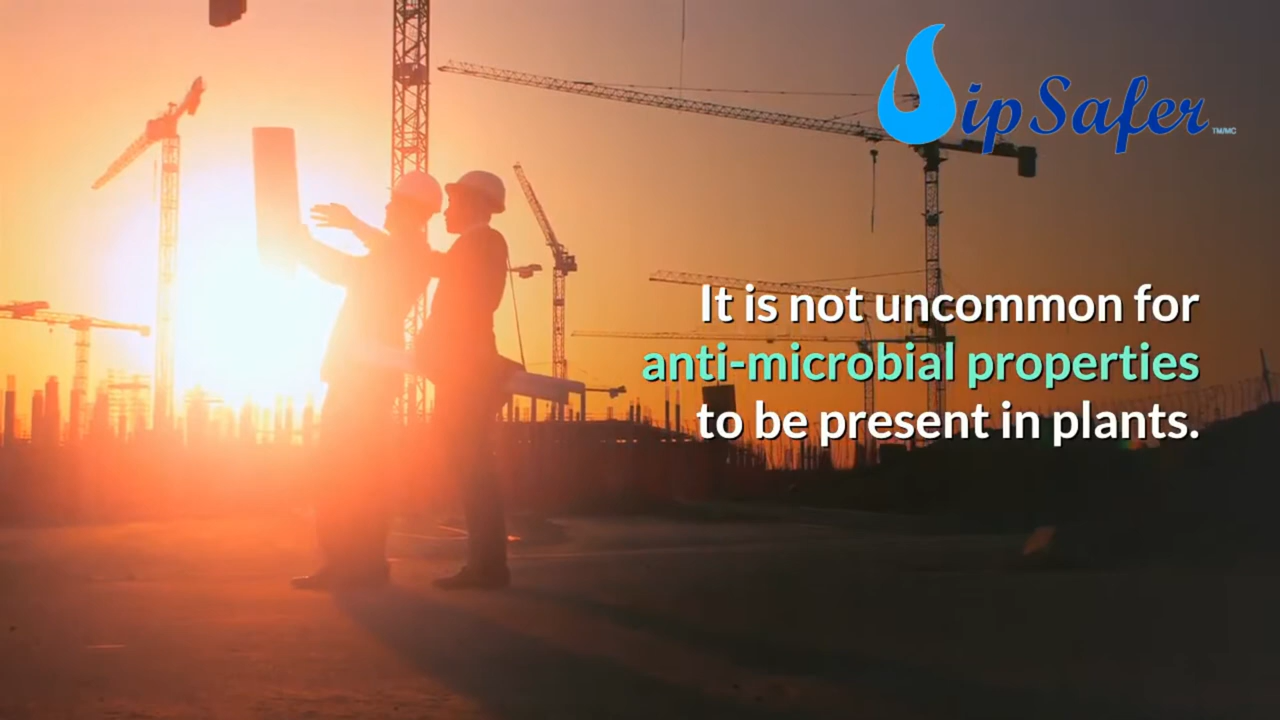 SipSafer TM/MC
It is not uncommon for
anti-microbial properties
to be present in plants.